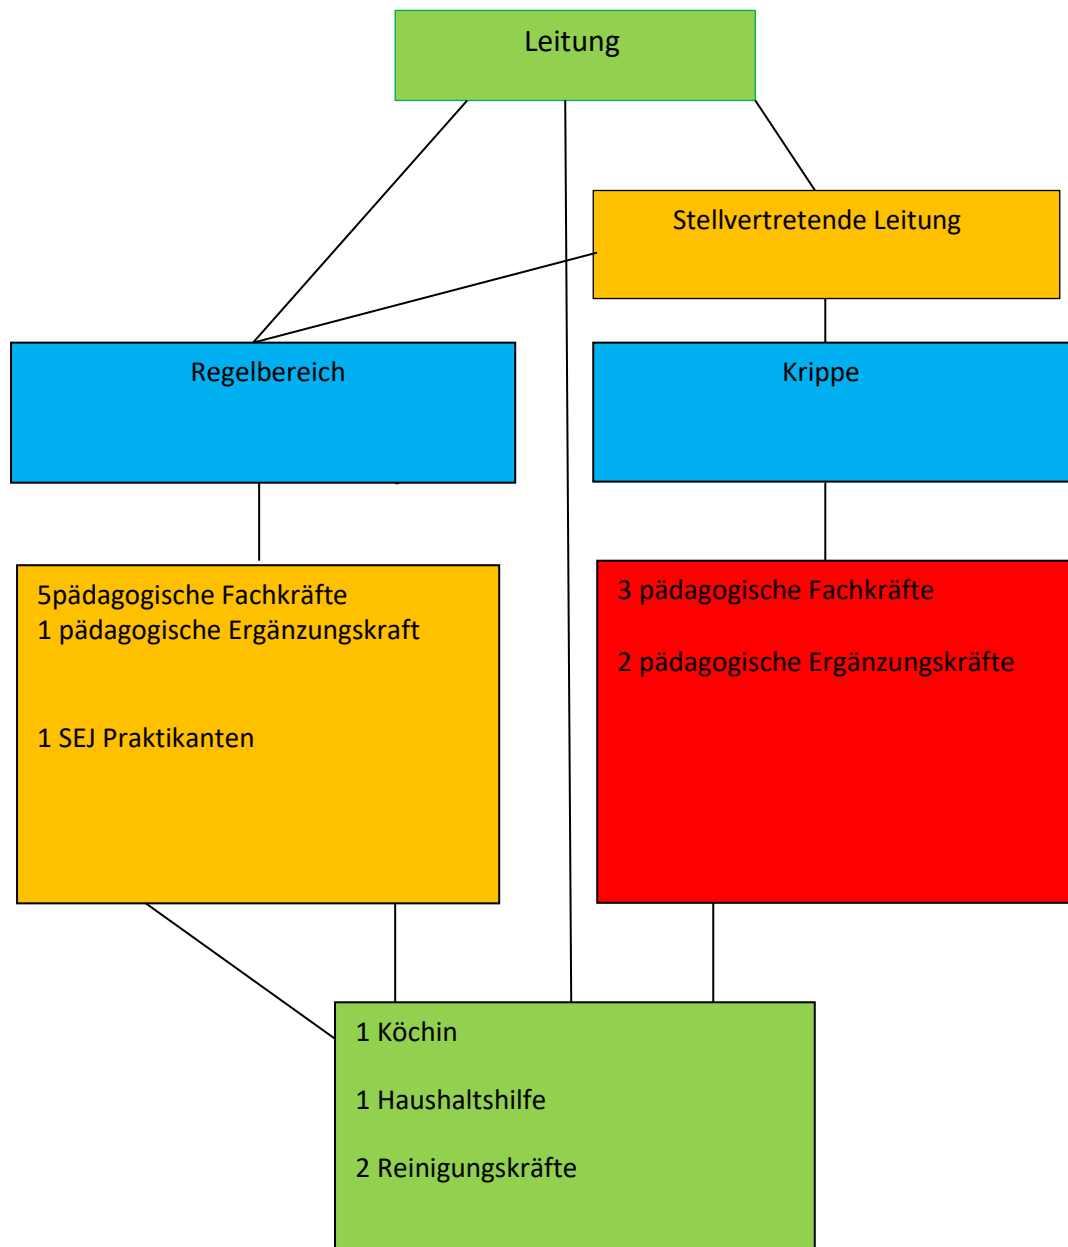 Leitung
Stellvertretende Leitung
Regelbereich
Krippe
5pädagogische Fachkräfte
1 pädagogische Ergänzungskraft
1 SEJ Praktikanten
3 pädagogische Fachkräfte
2 pädagogische Ergänzungskräfte
1 Köchin
1 Haushaltshilfe
2 Reinigungskräfte